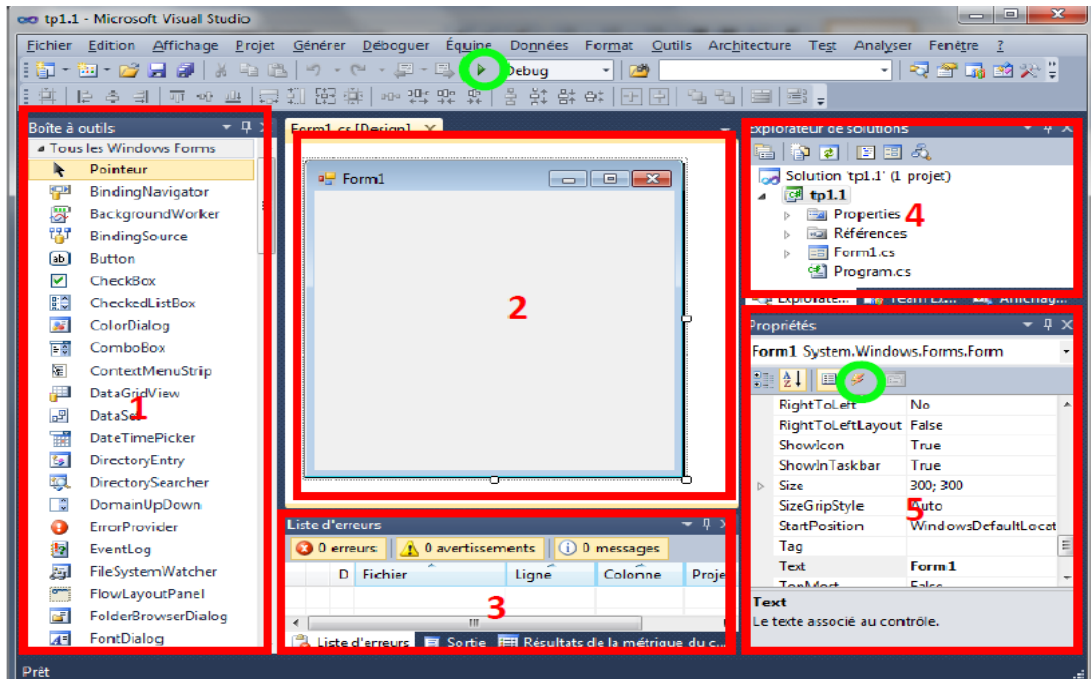 tp1.1 - Microsoft Visual Studio
Fichier Edition Affichage Projet Générer Déboguer Équipe Données Format Outils Architecture Test Analyser Fenêtre ?
Debug
Boîte à outils
Tous les Windows Forms
Pointeur
BindingNavigator
BackgroundWorker
BindingSource
Button
CheckBox
CheckedListBox
ColorDialog
ComboBox
ContextMenuStrip
DataGridView
1
DataSet
DateTimePicker
DirectoryEntry
DirectorySearcher
DomainUpDown
ErrorProvider
EventLog
FileSystemWatcher
FlowLayoutPanel
FolderBrowserDialog
FontDialog
Form1.cs [Design]
Form1
2
Liste d'erreurs
0 erreurs 0 avertissements 0 messages
D Fichier Ligne Colonne Proje
3
Liste d'erreurs Sortie Résultats de la métrique du c...
Explorateur de solutions
Solution 'tp1.1' (1 projet)
tp1.1
Properties
4
Références
Form1.cs
Program.cs
Explorate... Team Ex... Affichag...
Propriétés
Form1 System.Windows.Forms.Form
RightToLeft No
RightToLeftLayout False
ShowIcon True
ShowInTaskbar True
Size 300; 300
SizeGripStyle Auto
5
StartPosition WindowsDefaultLocat
Tag
Text Form1
TopMost False
Text
Le texte associé au contrôle.
Prêt